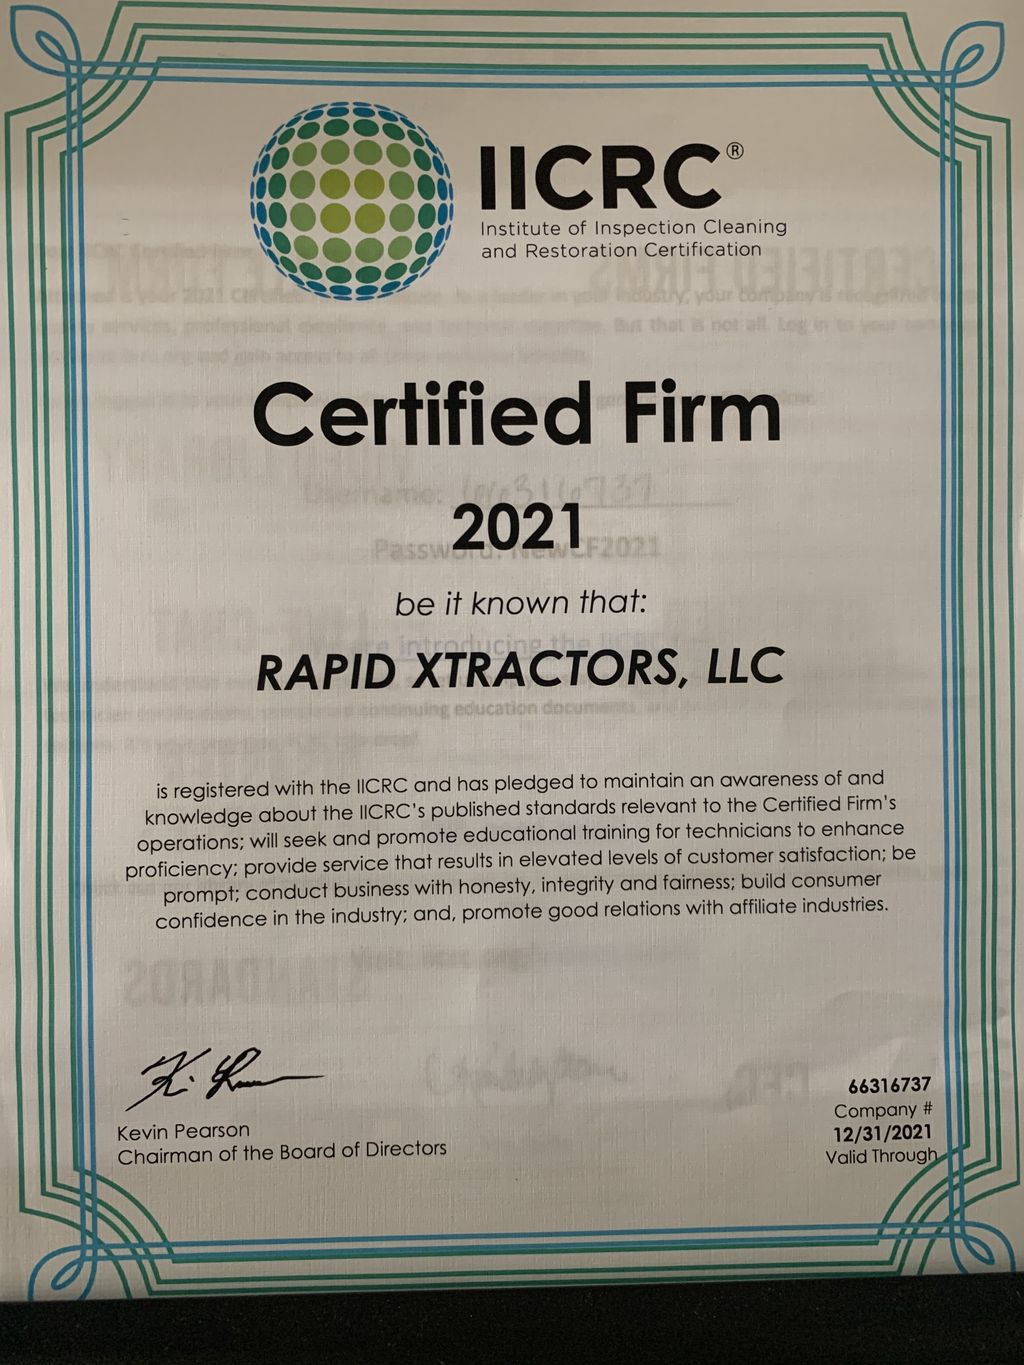 IICRC®
Institute of Inspection Cleaning
and Restoration Certification
Certified Firm
2021
be it known that:
RAPID XTRACTORS, LLC
is registered with the IICRC and has pledged to maintain an awareness of and
knowledge about the IICRC's published standards relevant to the Certified Firm's
operations; will seek and promote educational training for technicians to enhance
proficiency; provide service that results in elevated levels of customer satisfaction; be
prompt; conduct business with honesty, integrity and fairness; build consumer
confidence in the industry; and, promote good relations with affiliate industries.
Kevin Pearson
Chairman of the Board of Directors
66316737
Company #
12/31/2021
Valid Through